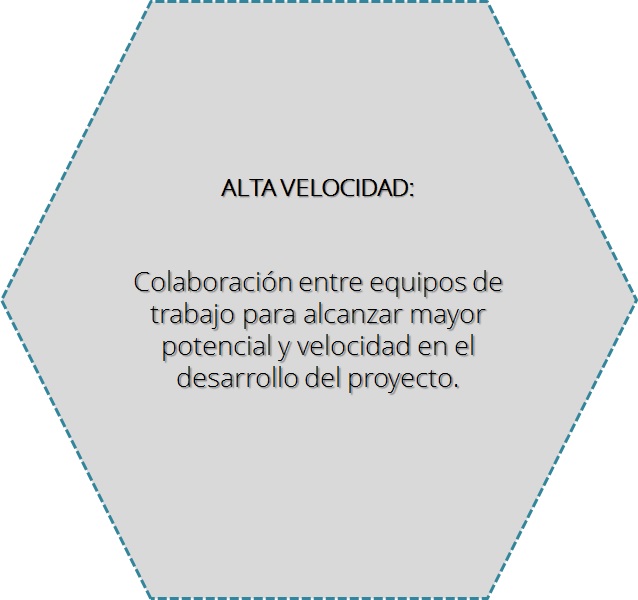 ALTA VELOCIDAD:
Colaboración entre equipos de
trabajo para alcanzar mayor
potencial y velocidad en el
desarrollo del proyecto.